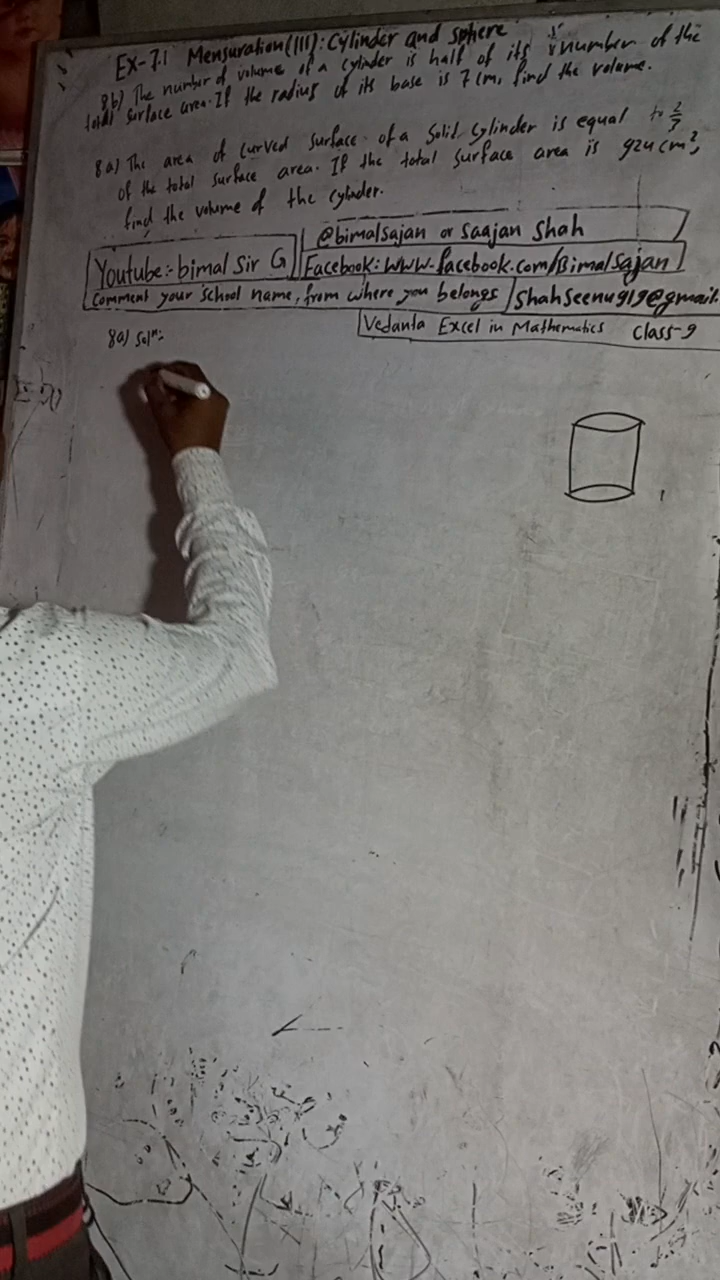 Ex-7.1 Mensuration (III): Cylinder and sphere
8b) The number of volume of a cylinder is half of its number of the
total surface area. If the radius of its base is 7 cm, find the volume.
8a) The area of curved surface of a solid cylinder is equal to 2/3
of the total surface area. If the total surface area is 924 cm²,
find the volume of the cylinder.
@bimalsajan or saajan shah
Youtube:- bimal Sir G
Facebook: www.facebook.com/BimalSajan
Comment your school name, from where you belongs
Shahseenu919@gmail.
Vedanta Excel in Mathematics Class-9
8a) Solⁿ:-